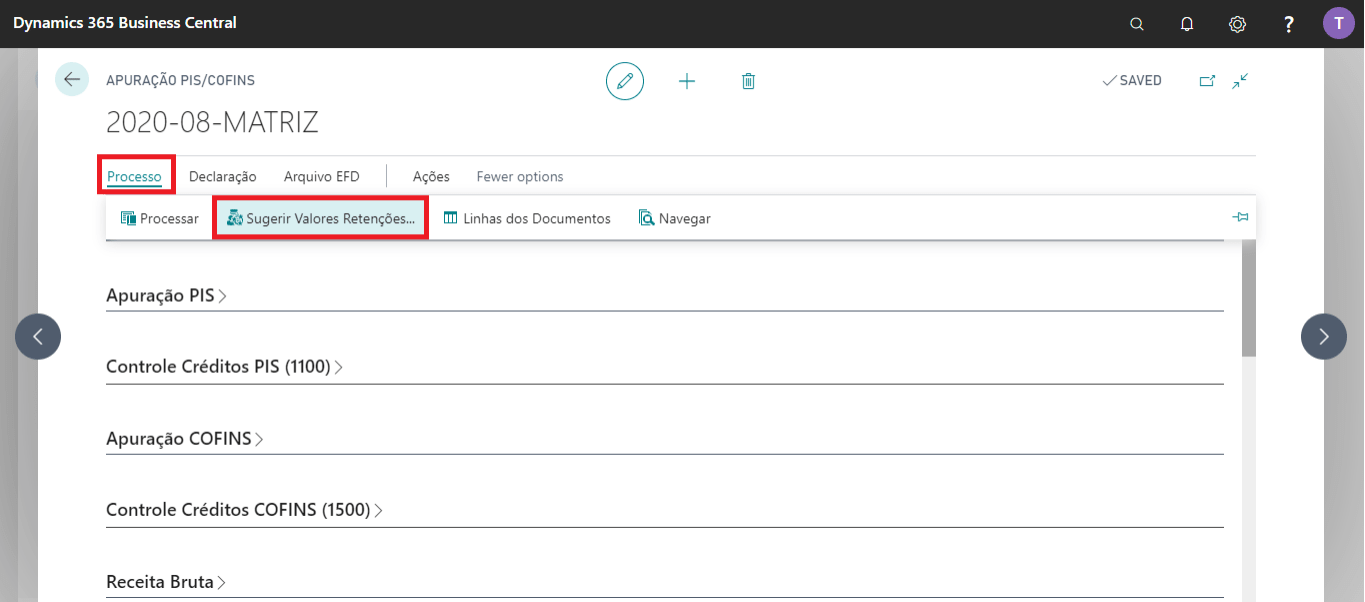 Dynamics 365 Business Central
?
T
APURAÇÃO PIS/COFINS
SAVED
2020-08-MATRIZ
Processo Declaração Arquivo EFD Ações Fewer options
Processar Sugerir Valores Retenções... Linhas dos Documentos Navegar
Apuração PIS
Controle Créditos PIS (1100)
Apuração COFINS
Controle Créditos COFINS (1500)
Receita Bruta